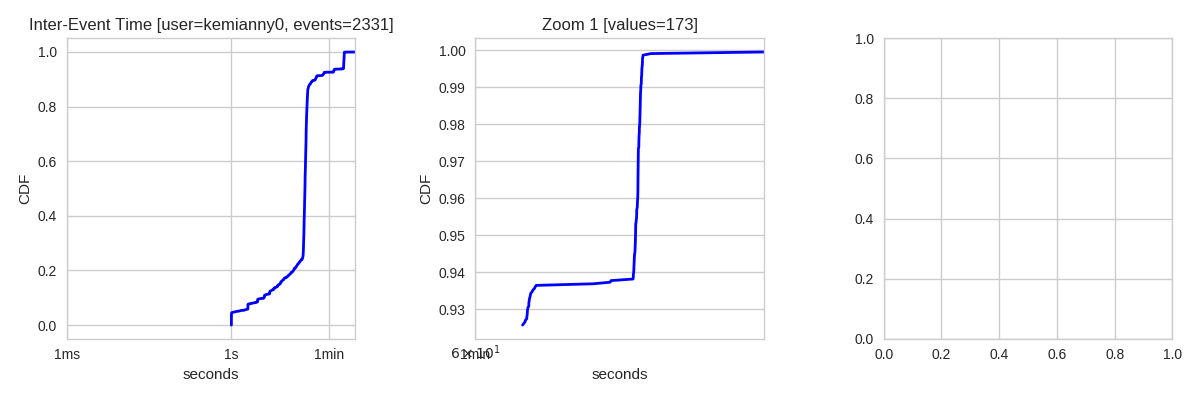 Inter-Event Time [user=kemianny0, events=2331]
CDF
1.0
0.8
0.6
0.4
0.2
0.0
1ms 1s 1min
seconds
Zoom 1 [values=173]
CDF
1.00
0.99
0.98
0.97
0.96
0.95
0.94
0.93
6 × 10¹
1min
seconds
1.0
0.8
0.6
0.4
0.2
0.0
0.0 0.2 0.4 0.6 0.8 1.0